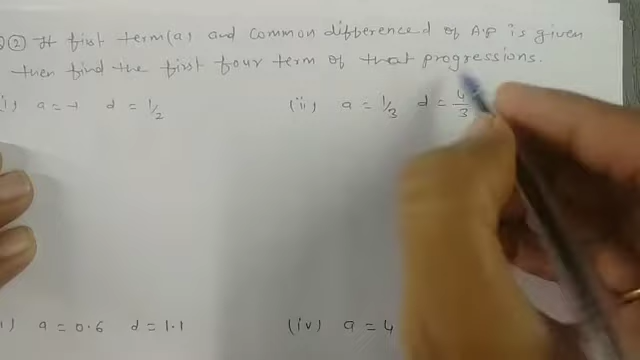 ② If first term(a) and common difference d of A.P is given
then find the first four term of that progressions.
(i) a = -1 d = 1/2 (ii) a = 1/3 d = 4/3
a = 0.6 d = 1.1 (iv) a = 4